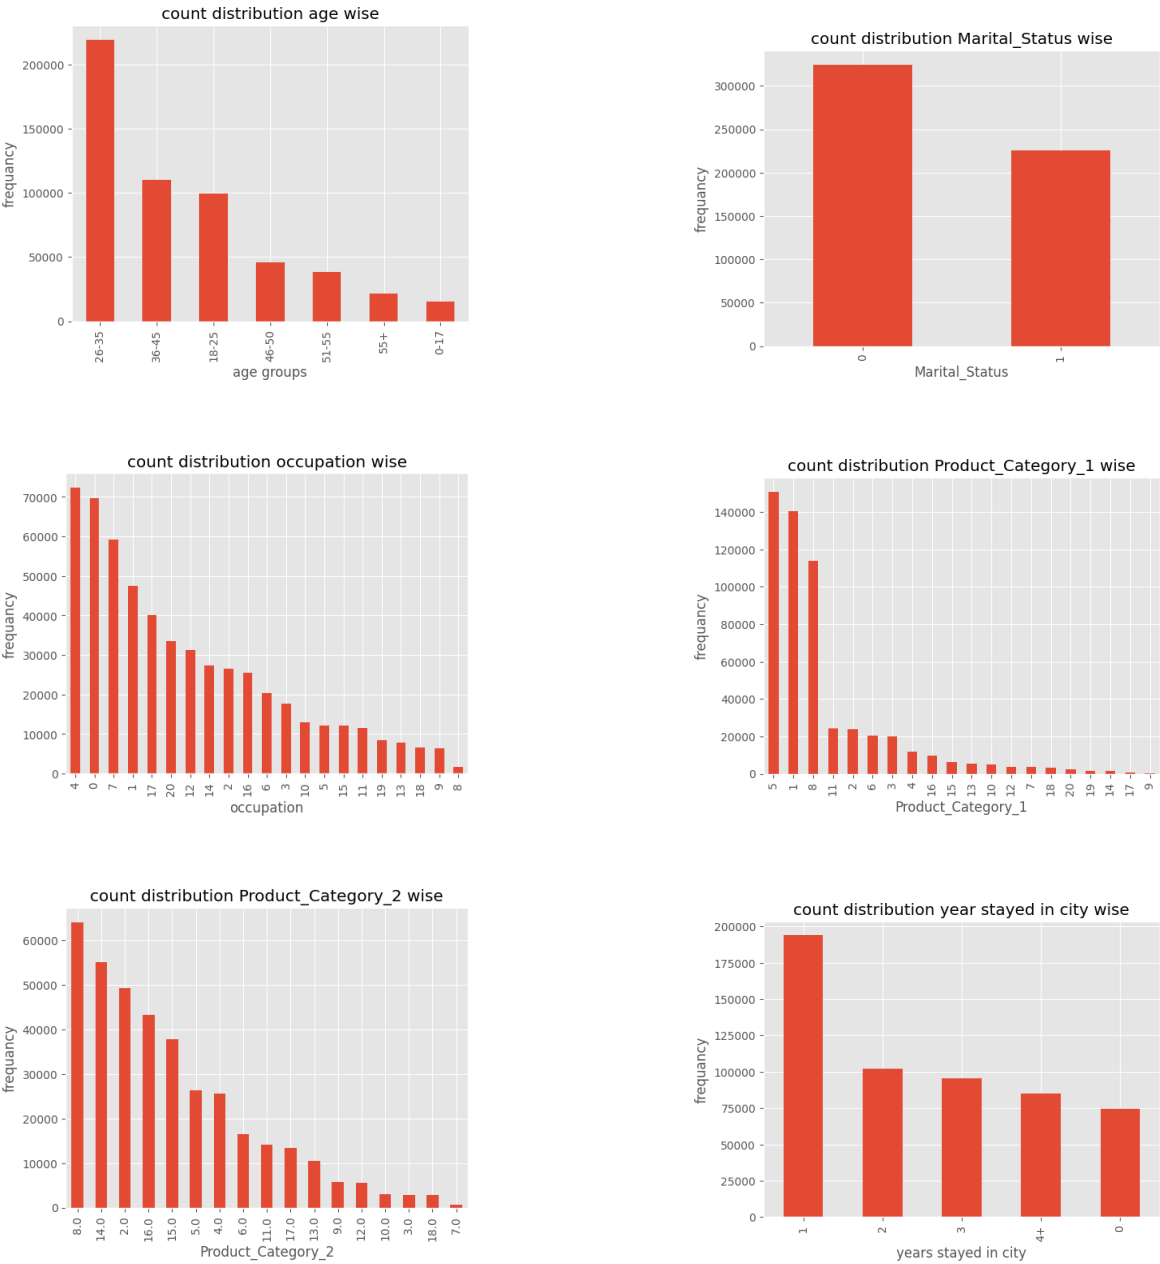 count distribution age wise
frequancy
200000
150000
100000
50000
0
26-35 36-45 18-25 46-50 51-55 55+ 0-17
age groups
count distribution Marital_Status wise
frequancy
300000
250000
200000
150000
100000
50000
0
0 1
Marital_Status
count distribution occupation wise
frequancy
70000
60000
50000
40000
30000
20000
10000
0
4 0 7 1 17 20 12 14 2 16 6 3 10 5 15 11 19 13 18 9 8
occupation
count distribution Product_Category_1 wise
frequancy
140000
120000
100000
80000
60000
40000
20000
0
5 1 8 11 2 6 3 4 16 15 13 10 12 7 18 20 19 14 17 9
Product_Category_1
count distribution Product_Category_2 wise
frequancy
60000
50000
40000
30000
20000
10000
0
8.0 14.0 2.0 16.0 15.0 5.0 4.0 6.0 11.0 17.0 13.0 9.0 12.0 10.0 3.0 18.0 7.0
Product_Category_2
count distribution year stayed in city wise
frequancy
200000
175000
150000
125000
100000
75000
50000
25000
0
1 2 3 4+ 0
years stayed in city